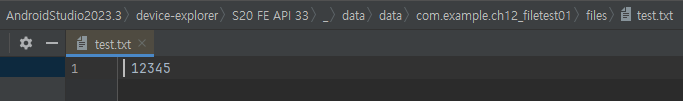 AndroidStudio2023.3 > device-explorer > S20 FE API 33 > _ > data > data > com.example.ch12_filetest01 > files > test.txt
test.txt
1 12345